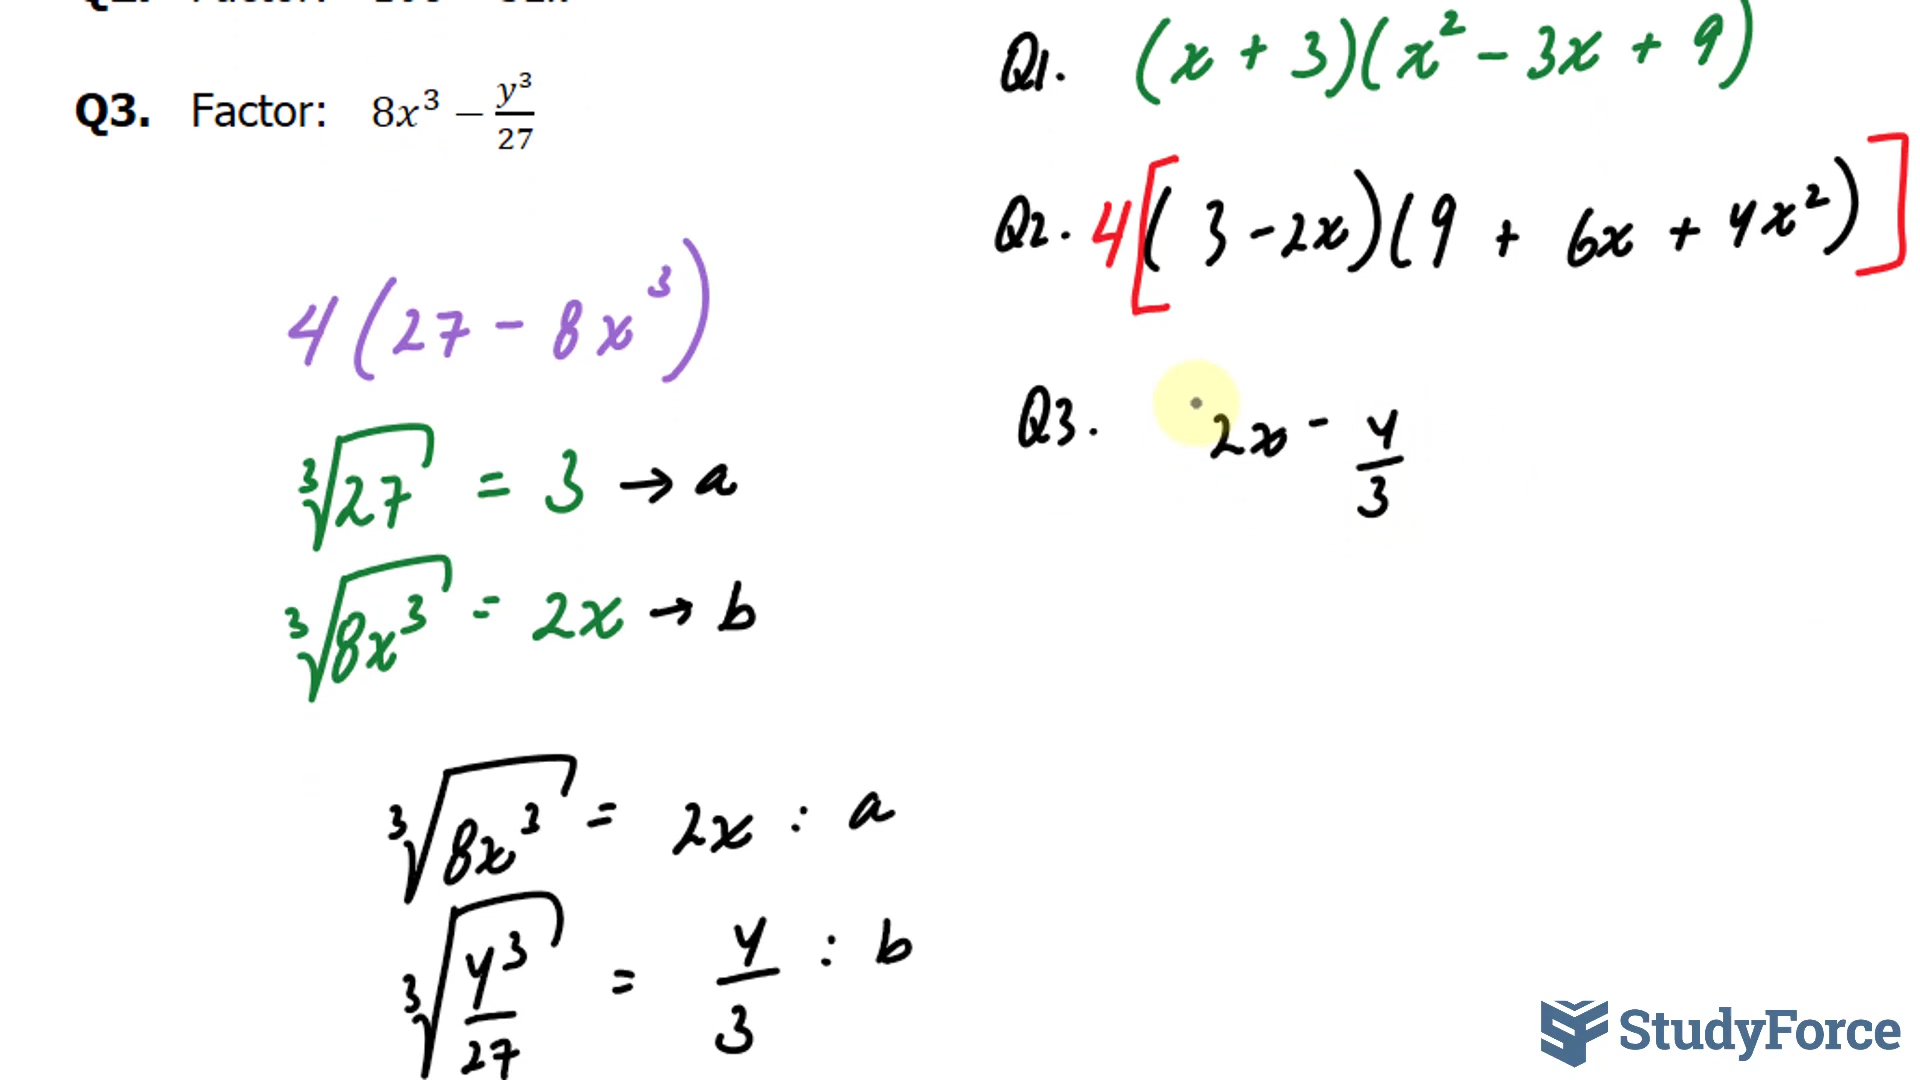 Q3. Factor: 8x³ − y³/27
4(27 - 8x³)
∛27 = 3 → a
∛8x³ = 2x → b
∛8x³ = 2x : a
∛y³/27 = y/3 : b
Q1. (x + 3)(x² - 3x + 9)
Q2. 4[(3 - 2x)(9 + 6x + 4x²)]
Q3. 2x - y/3
StudyForce